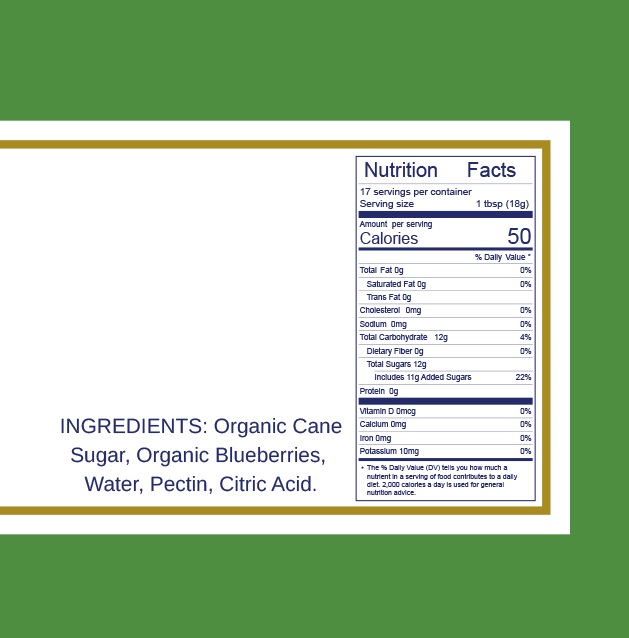 INGREDIENTS: Organic Cane
Sugar, Organic Blueberries,
Water, Pectin, Citric Acid.
Nutrition Facts
17 servings per container
Serving size 1 tbsp (18g)
Amount per serving
Calories 50
% Daily Value *
Total Fat 0g 0%
Saturated Fat 0g 0%
Trans Fat 0g
Cholesterol 0mg 0%
Sodium 0mg 0%
Total Carbohydrate 12g 4%
Dietary Fiber 0g 0%
Total Sugars 12g
Includes 11g Added Sugars 22%
Protein 0g
Vitamin D 0mcg 0%
Calcium 0mg 0%
Iron 0mg 0%
Potassium 10mg 0%
* The % Daily Value (DV) tells you how much a
nutrient in a serving of food contributes to a daily
diet. 2,000 calories a day is used for general
nutrition advice.